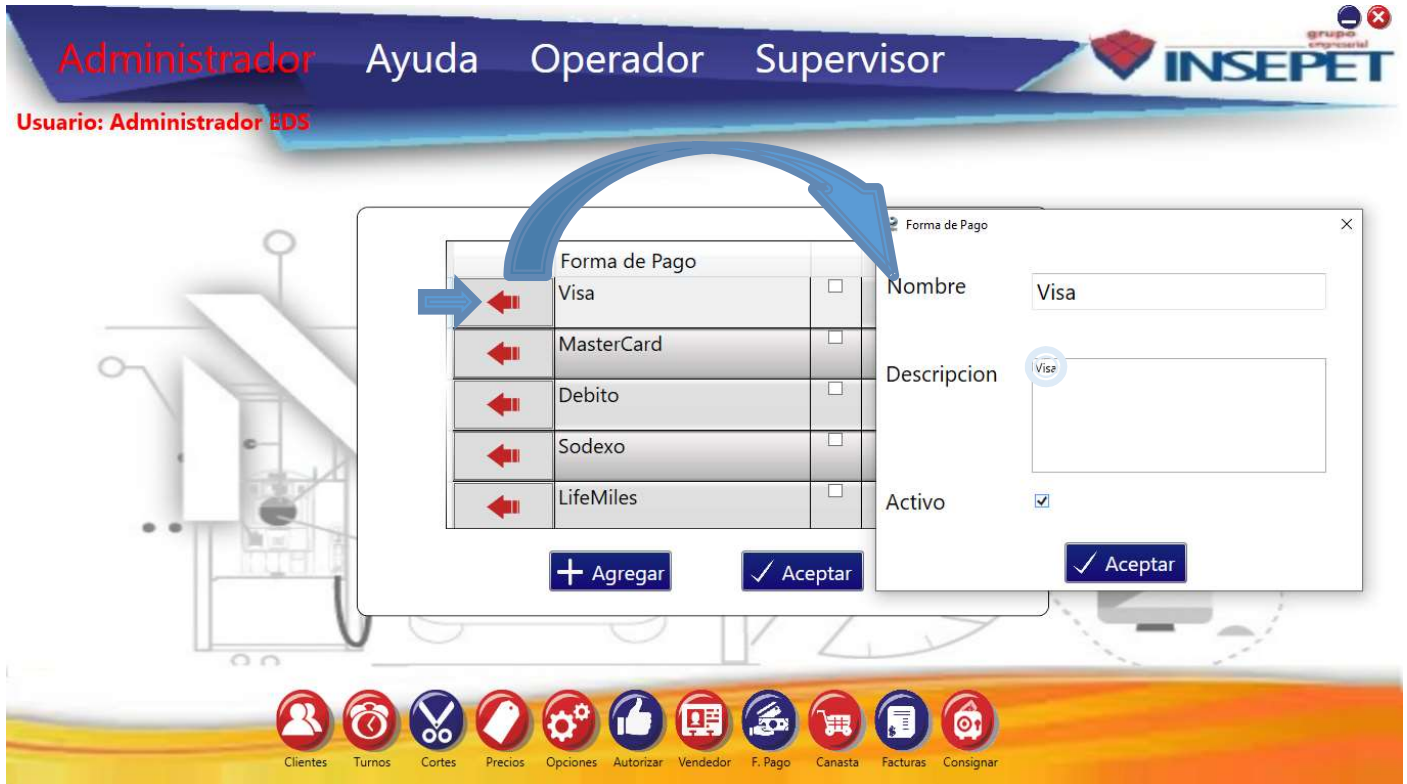 Administrador Ayuda Operador Supervisor
grupo
empresarial
INSEPET
Usuario: Administrador EDS
Forma de Pago
Visa
MasterCard
Debito
Sodexo
LifeMiles
Agregar
Aceptar
Forma de Pago
Nombre
Visa
Descripcion
Visa
Activo
Aceptar
Clientes Turnos Cortes Precios Opciones Autorizar Vendedor F. Pago Canasta Facturas Consignar